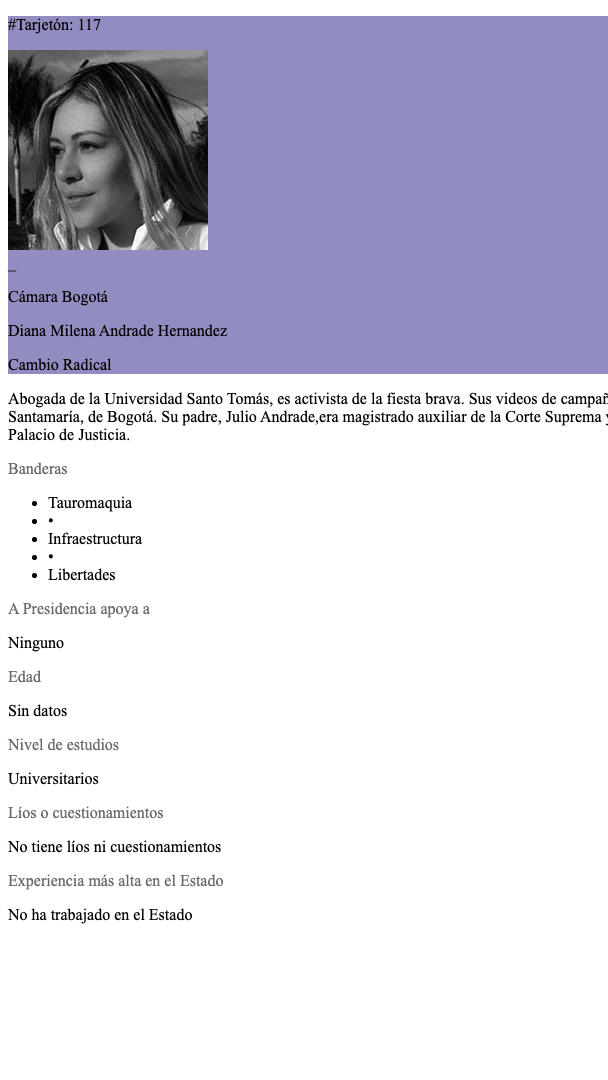 #Tarjetón: 117
_
Cámara Bogotá
Diana Milena Andrade Hernandez
Cambio Radical
Abogada de la Universidad Santo Tomás, es activista de la fiesta brava. Sus videos de
Santamaría, de Bogotá. Su padre, Julio Andrade,era magistrado auxiliar de la Corte Suprema
Palacio de Justicia.
Banderas
• Tauromaquia
• •
• Infraestructura
• •
• Libertades
A Presidencia apoya a
Ninguno
Edad
Sin datos
Nivel de estudios
Universitarios
Líos o cuestionamientos
No tiene líos ni cuestionamientos
Experiencia más alta en el Estado
No ha trabajado en el Estado